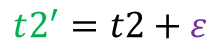 t2′ = t2 + ε